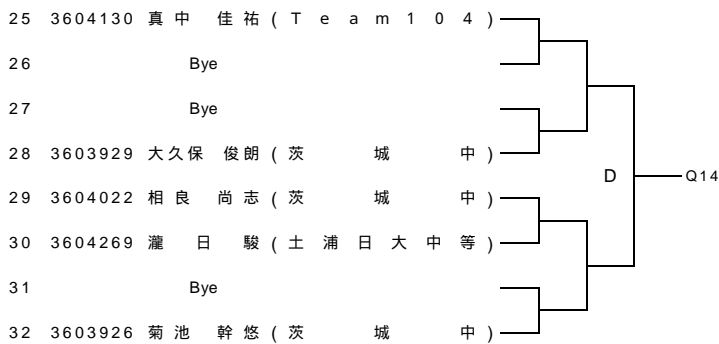 25 3604130 真中 佳祐 (Team104)
26 Bye
27 Bye
28 3603929 大久保 俊朗 (茨城中)
D Q14
29 3604022 相良 尚志 (茨城中)
30 3604269 瀧 日駿 (土浦日大中等)
31 Bye
32 3603926 菊池 幹悠 (茨城中)